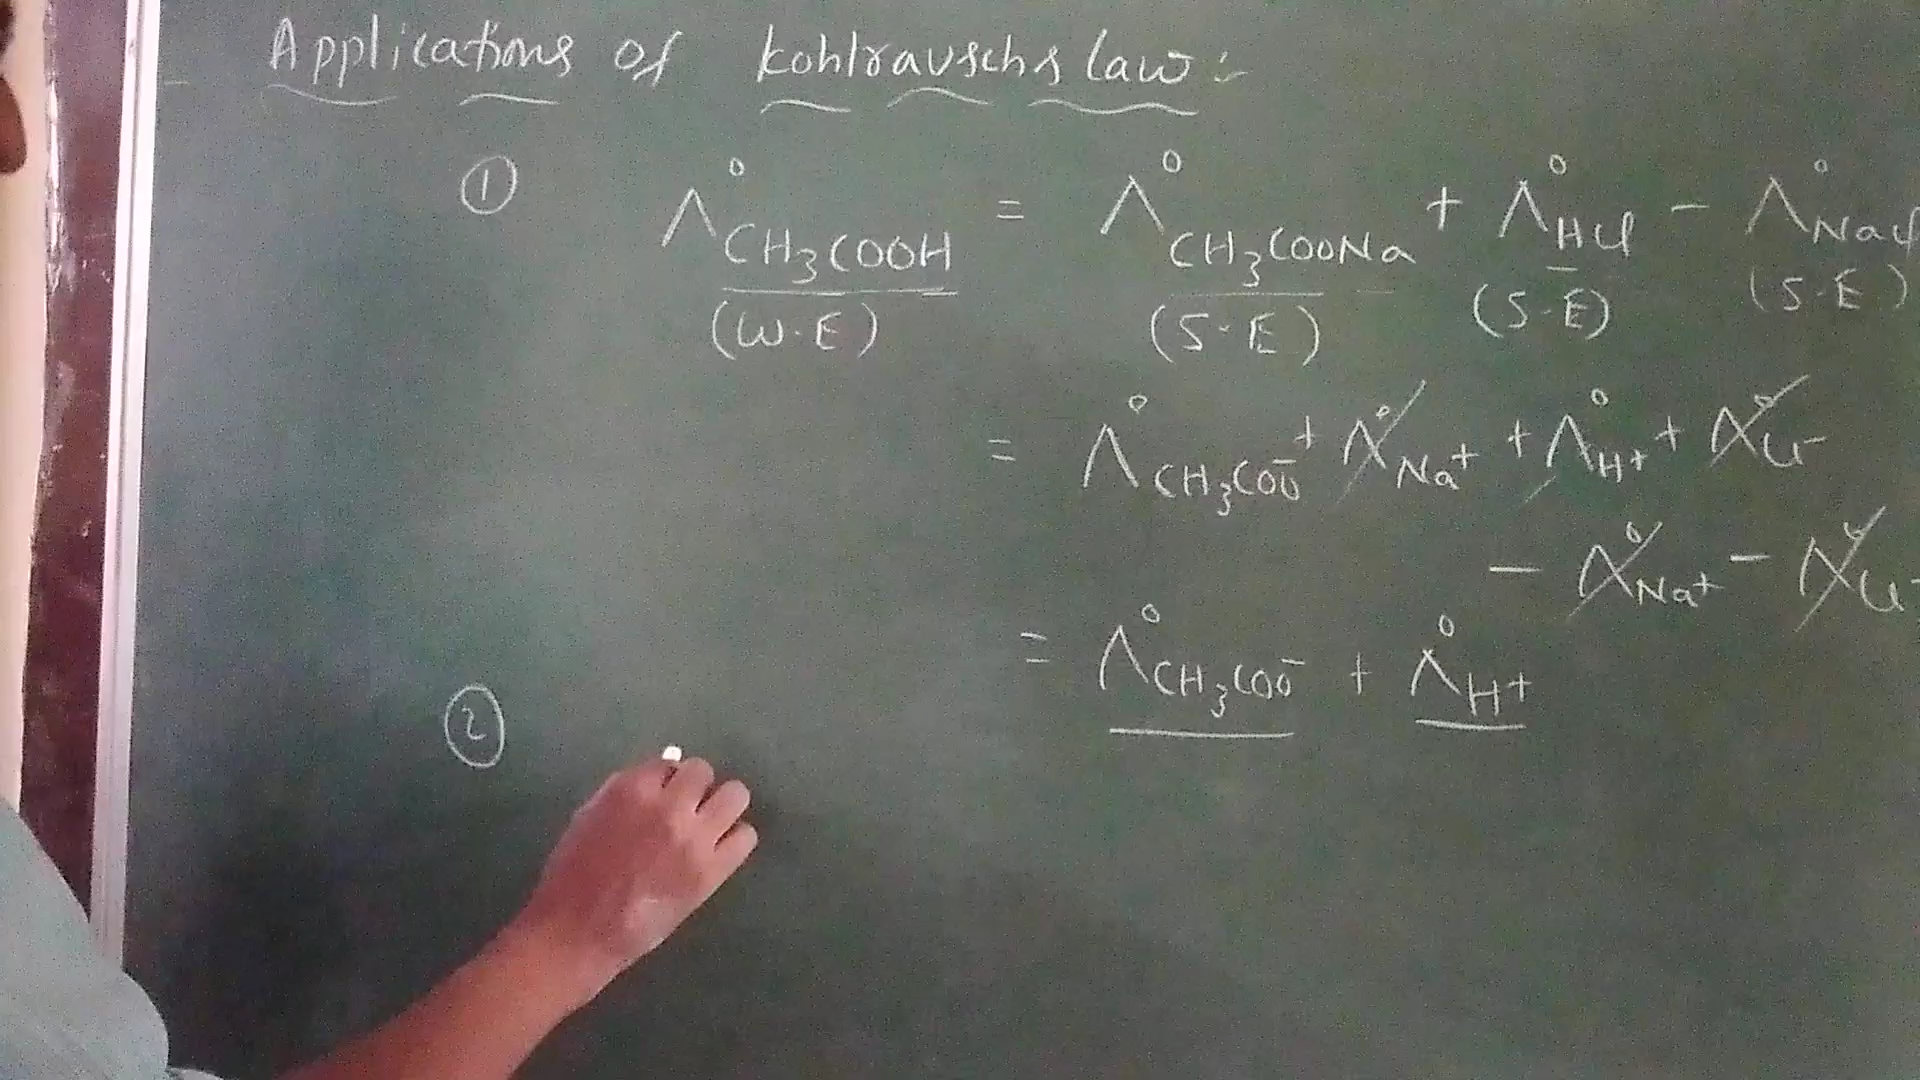 Applications of kohlrauschs law :-
① Λ°CH₃COOH = Λ°CH₃COONa + Λ°HCl - Λ°NaCl
(W.E) (S.E) (S.E) (S.E)
= Λ°CH₃COO⁻ + Λ°Na⁺ + Λ°H⁺ + Λ°Cl⁻
- Λ°Na⁺ - Λ°Cl⁻
= Λ°CH₃COO⁻ + Λ°H⁺
②